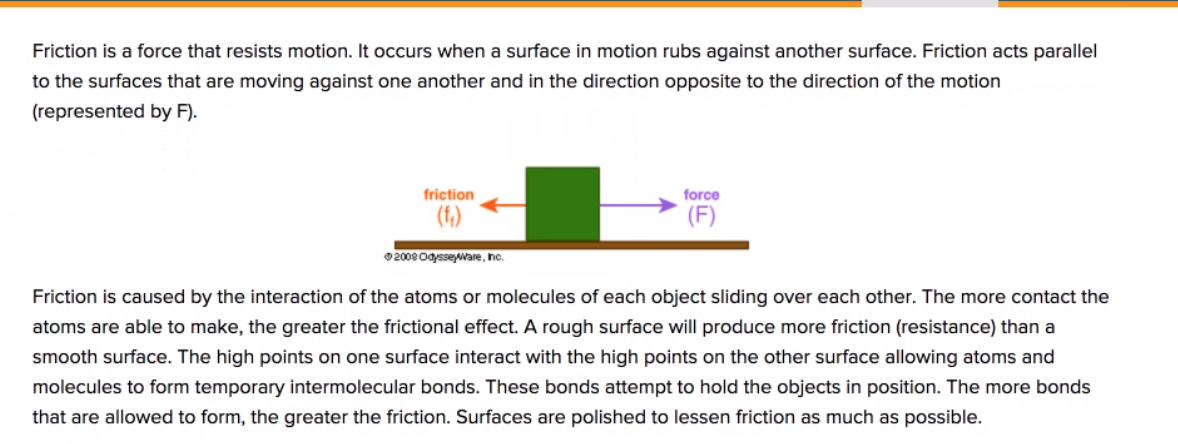 Friction is a force that resists motion. It occurs when a surface in motion rubs against another surface. Friction acts parallel
to the surfaces that are moving against one another and in the direction opposite to the direction of the motion
(represented by F).
friction
(f₁)
force
(F)
©2008 OdysseyWare, Inc.
Friction is caused by the interaction of the atoms or molecules of each object sliding over each other. The more contact the
atoms are able to make, the greater the frictional effect. A rough surface will produce more friction (resistance) than a
smooth surface. The high points on one surface interact with the high points on the other surface allowing atoms and
molecules to form temporary intermolecular bonds. These bonds attempt to hold the objects in position. The more bonds
that are allowed to form, the greater the friction. Surfaces are polished to lessen friction as much as possible.